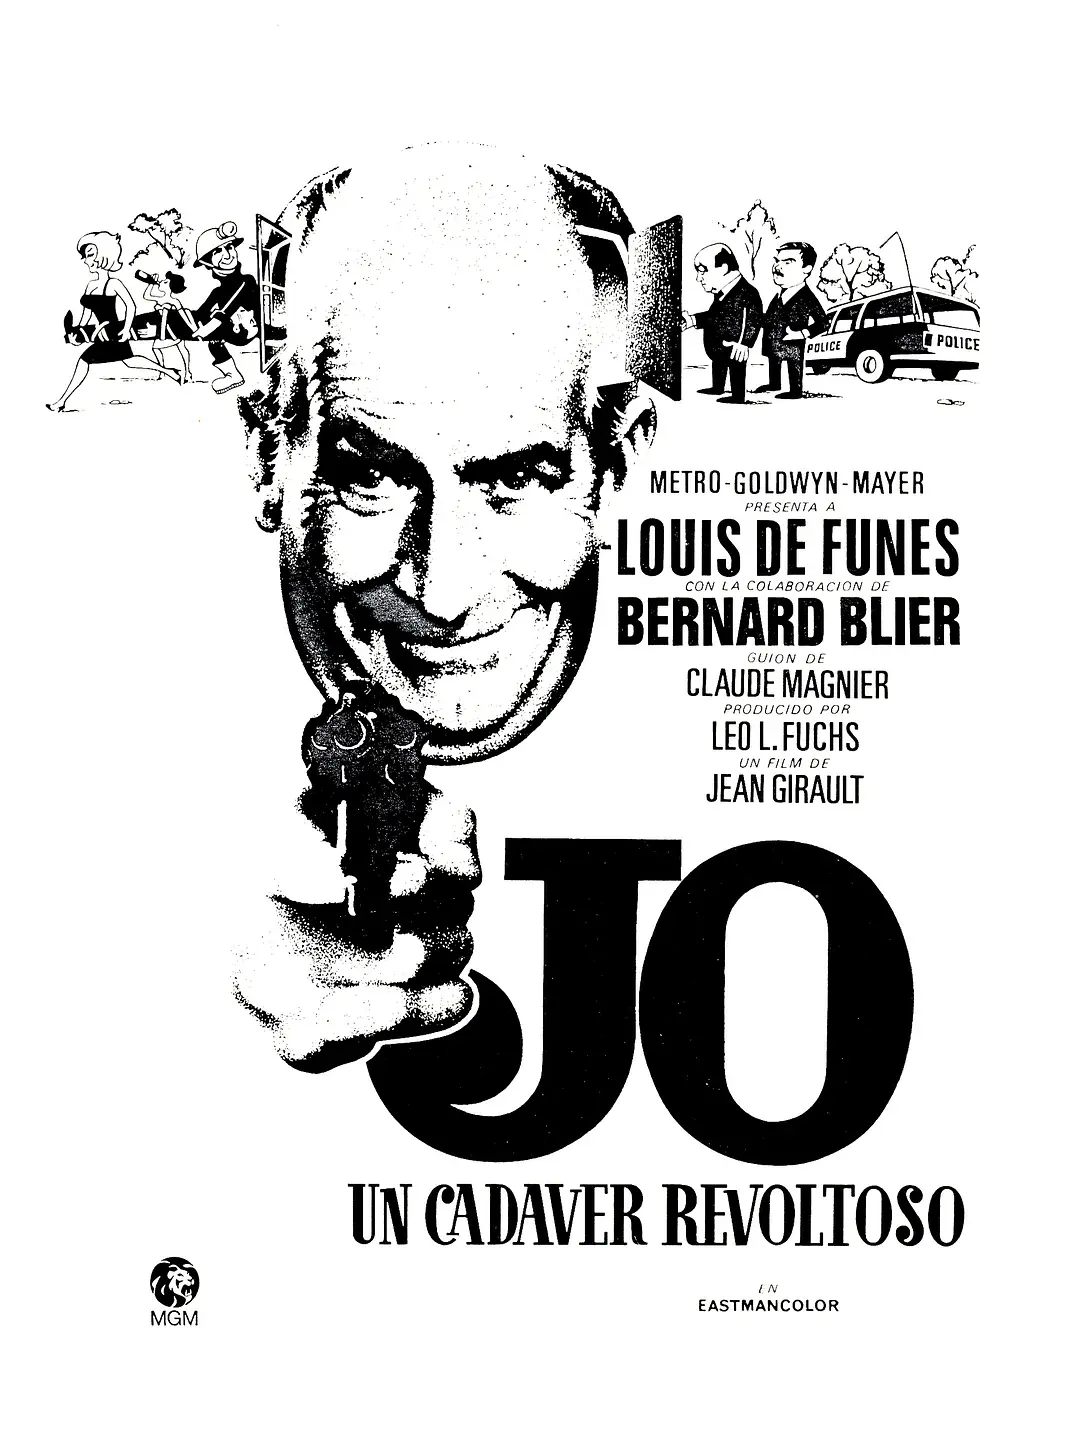 POLICE
POLICE
METRO-GOLDWYN-MAYER
PRESENTA A
LOUIS DE FUNES
CON LA COLABORACION DE
BERNARD BLIER
GUION DE
CLAUDE MAGNIER
PRODUCIDO POR
LEO L. FUCHS
UN FILM DE
JEAN GIRAULT
JO
UN CADAVER REVOLTOSO
EN
EASTMANCOLOR
MGM